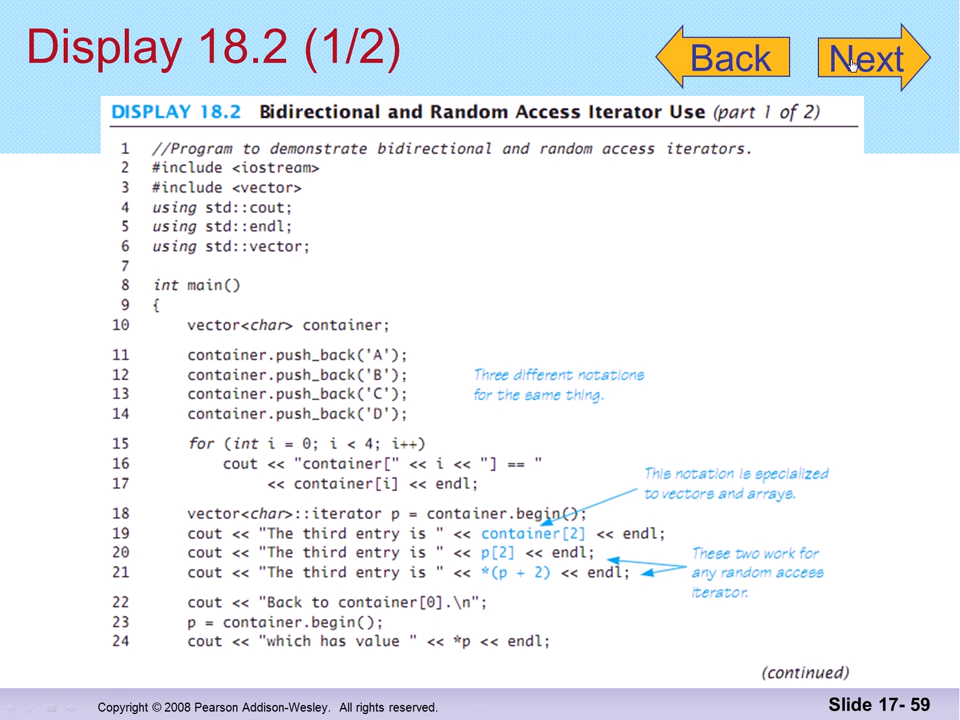 Display 18.2 (1/2)
Back
Next
DISPLAY 18.2 Bidirectional and Random Access Iterator Use (part 1 of 2)
1 //Program to demonstrate bidirectional and random access iterators.
2 #include <iostream>
3 #include <vector>
4 using std::cout;
5 using std::endl;
6 using std::vector;
7
8 int main()
9 {
10 vector<char> container;
11 container.push_back('A');
12 container.push_back('B');
13 container.push_back('C');
14 container.push_back('D');
Three different notations
for the same thing.
15 for (int i = 0; i < 4; i++)
16 cout << "container[" << i << "] == "
17 << container[i] << endl;
This notation is specialized
to vectors and arrays.
18 vector<char>::iterator p = container.begin();
19 cout << "The third entry is " << container[2] << endl;
20 cout << "The third entry is " << p[2] << endl;
21 cout << "The third entry is " << *(p + 2) << endl;
These two work for
any random access
iterator.
22 cout << "Back to container[0].\n";
23 p = container.begin();
24 cout << "which has value " << *p << endl;
(continued)
Copyright © 2008 Pearson Addison-Wesley. All rights reserved.
Slide 17- 59